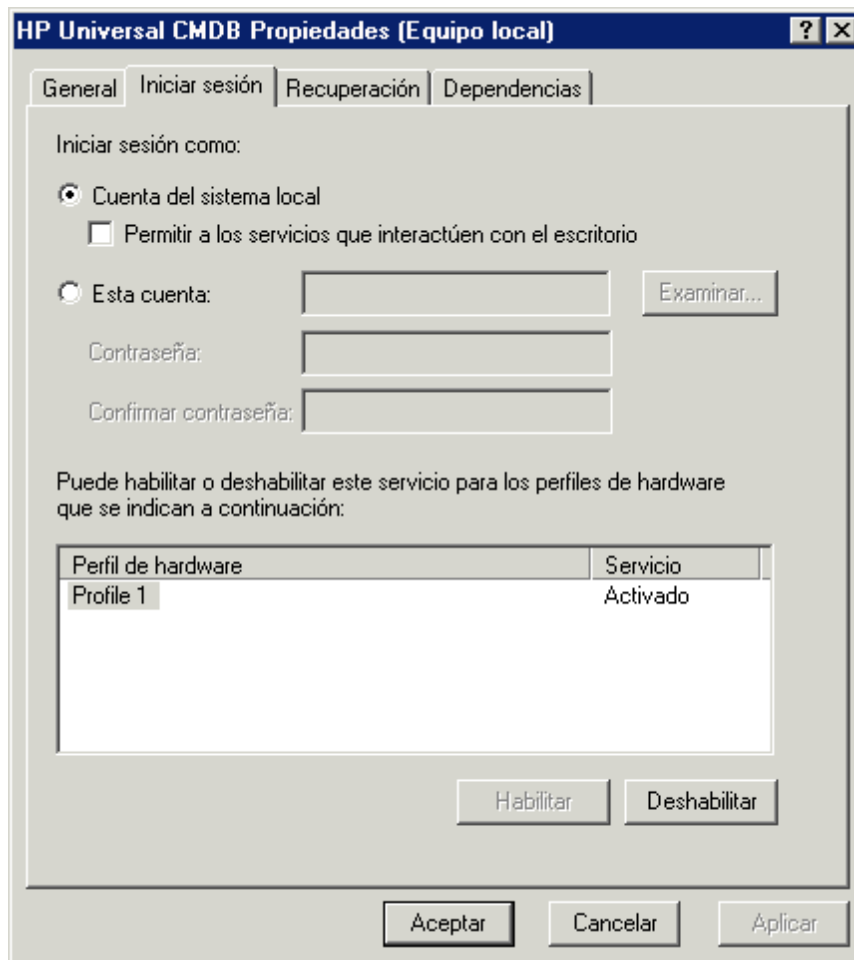 HP Universal CMDB Propiedades (Equipo local)
General Iniciar sesión Recuperación Dependencias
Iniciar sesión como:
Cuenta del sistema local
Permitir a los servicios que interactúen con el escritorio
Esta cuenta: Examinar...
Contraseña:
Confirmar contraseña:
Puede habilitar o deshabilitar este servicio para los perfiles de hardware
que se indican a continuación:
Perfil de hardware Servicio
Profile 1 Activado
Habilitar Deshabilitar
Aceptar Cancelar Aplicar